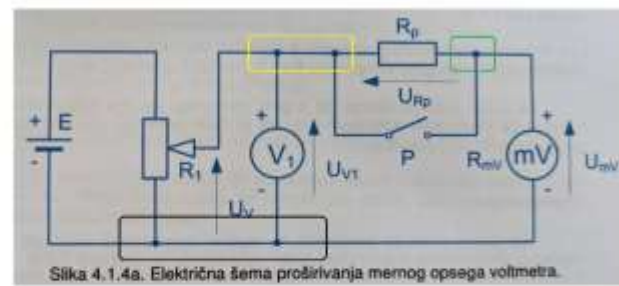 Rp
+
E
-
R1
UV
+
V1
-
UV1
URp
P
RmV
+
mV
-
UmV
Slika 4.1.4a. Električna šema proširivanja mernog opsega voltmetra.